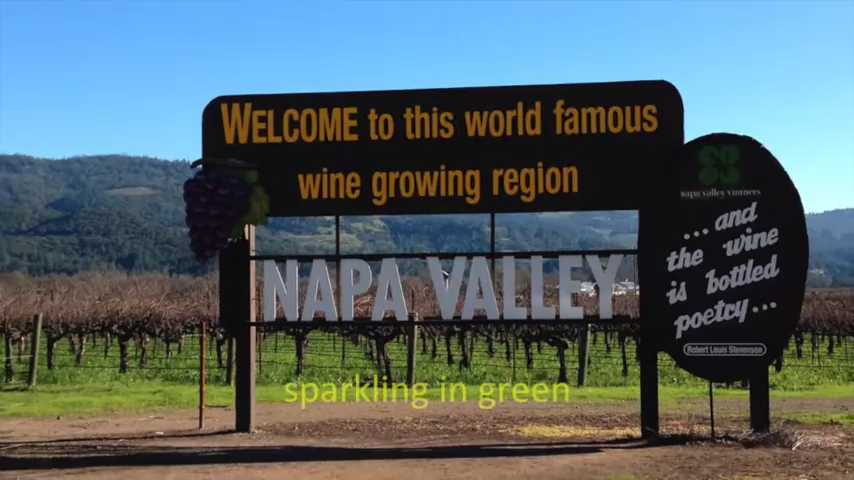 WELCOME to this world famous
wine growing region
NAPA VALLEY
napa valley vintners
... and
the wine
is bottled
poetry...
Robert Louis Stevenson
sparkling in green